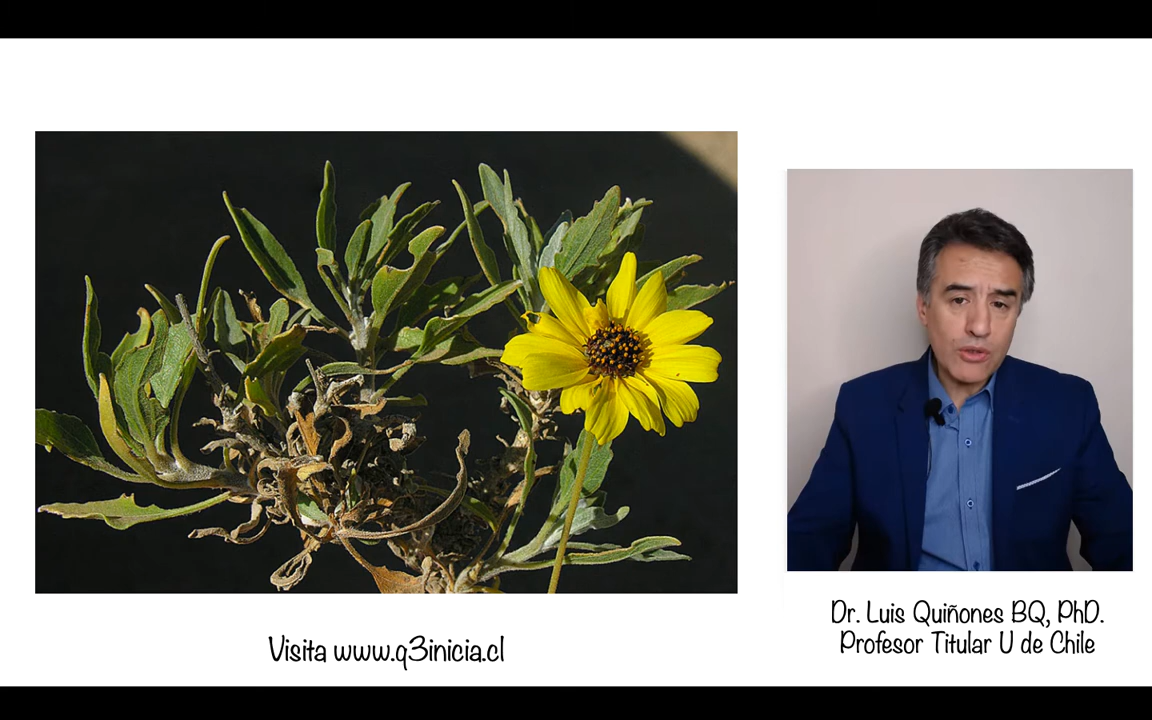 Visita www.q3inicia.cl
Dr. Luis Quiñones BQ, PhD.
Profesor Titular U de Chile